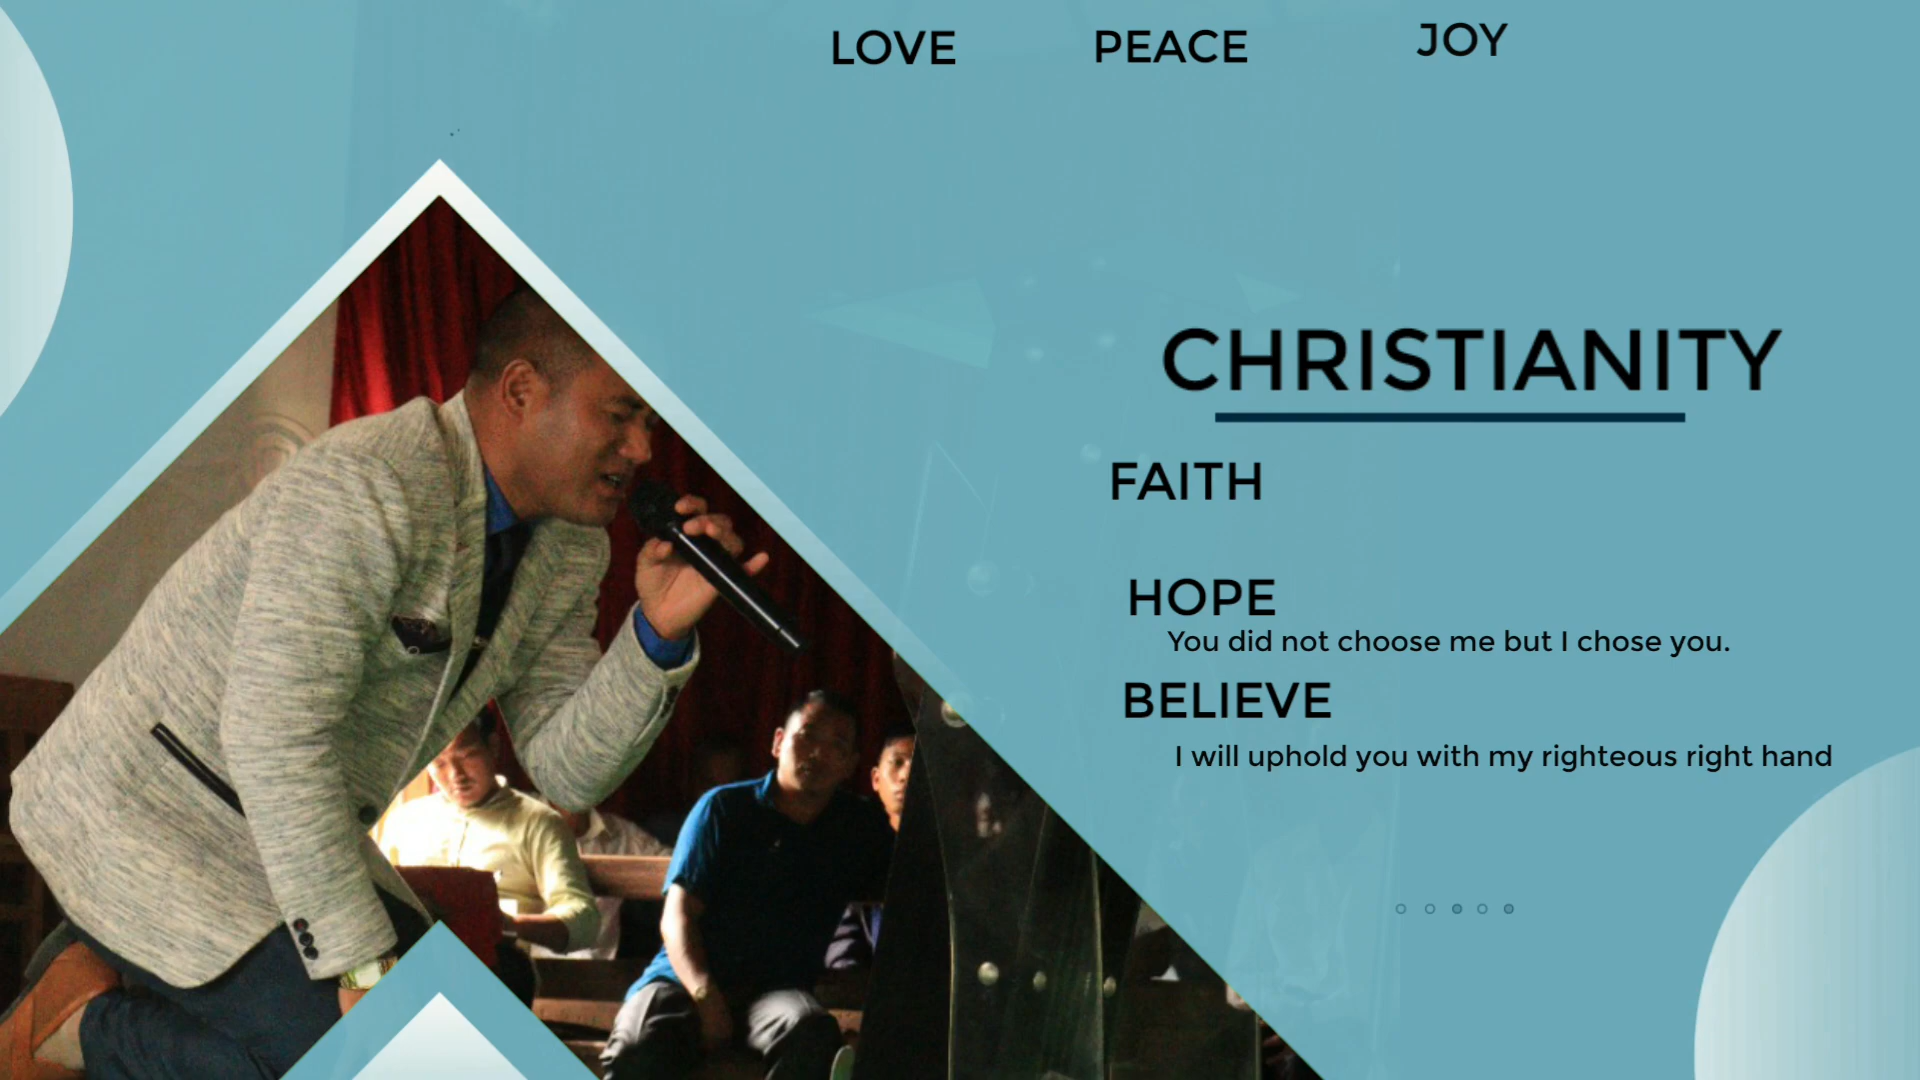 LOVE PEACE JOY
CHRISTIANITY
FAITH
HOPE
You did not choose me but I chose you.
BELIEVE
I will uphold you with my righteous right hand